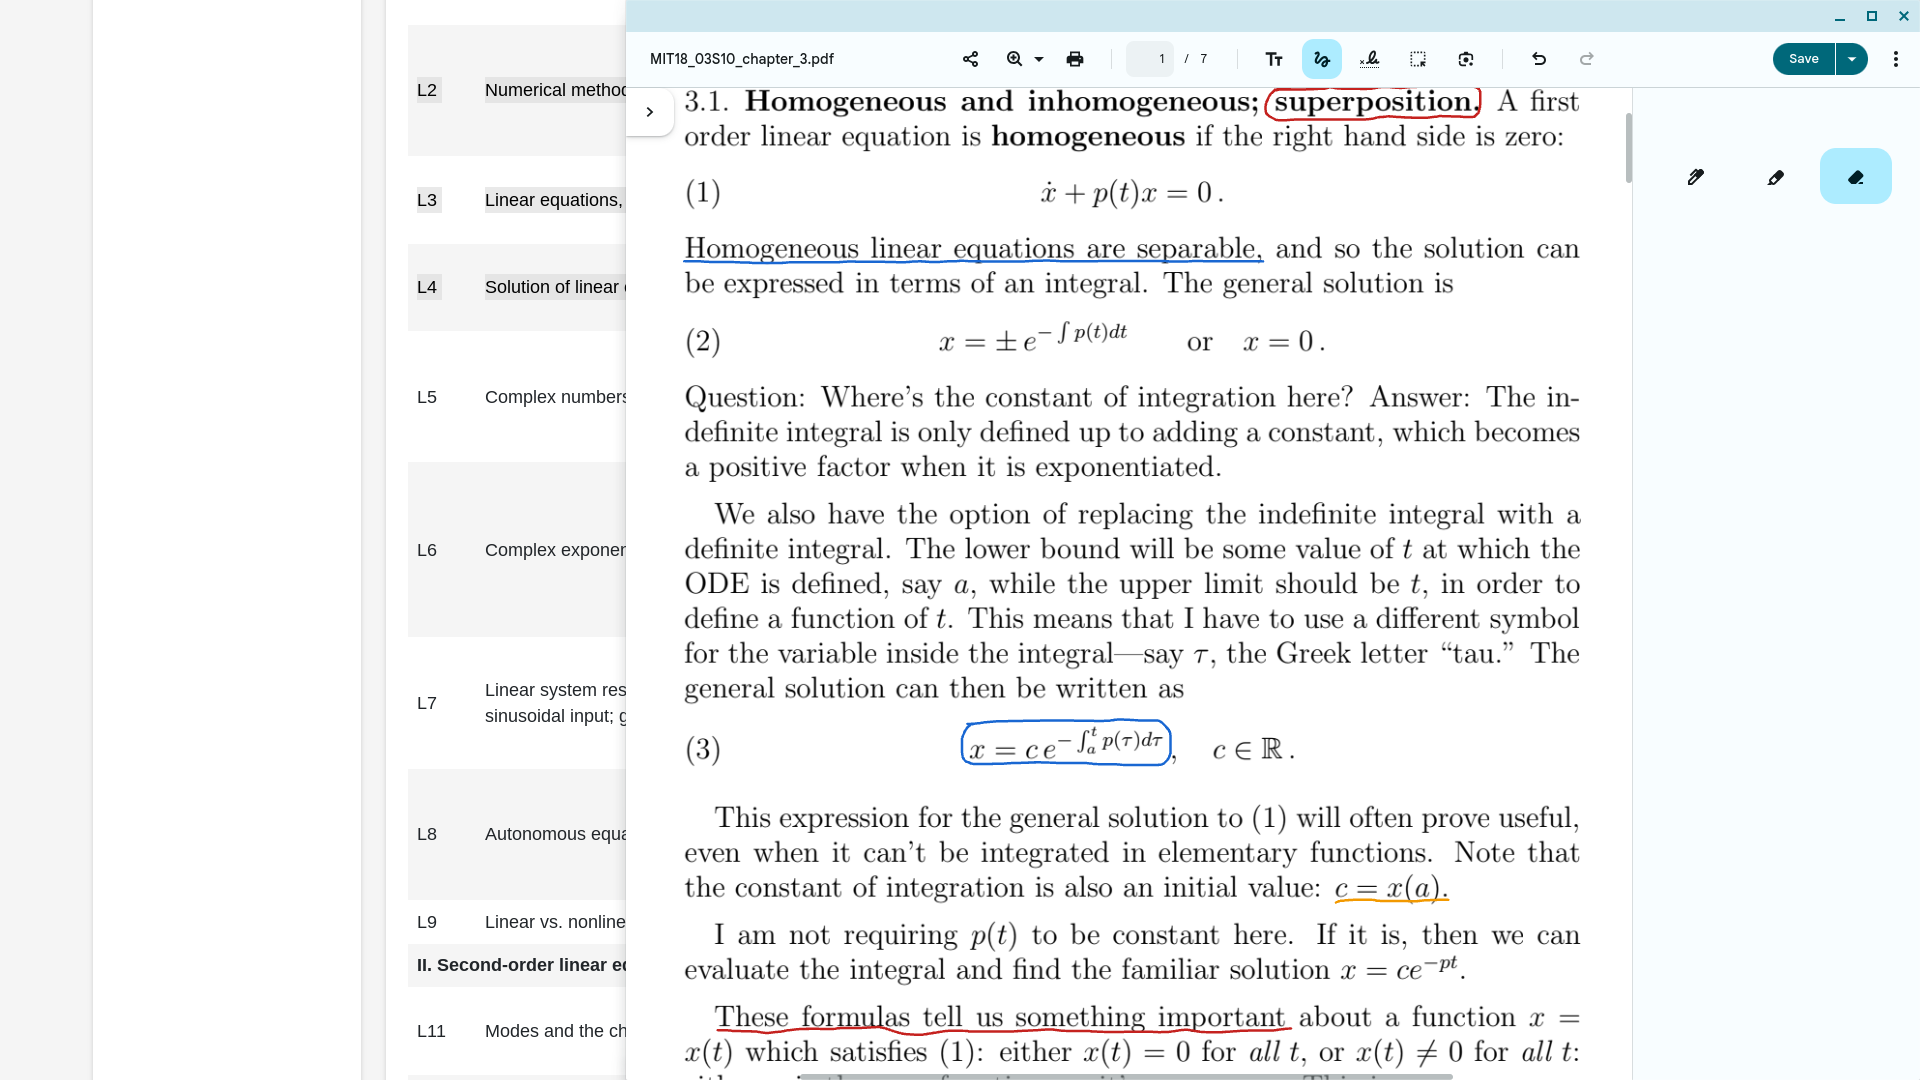 L2
Numerical method
L3
Linear equations,
L4
Solution of linear
L5
Complex numbers
L6
Complex exponen
L7
Linear system res
sinusoidal input; g
L8
Autonomous equa
L9
Linear vs. nonline
II. Second-order linear eq
L11
Modes and the ch
MIT18_03S10_chapter_3.pdf
1 / 7
Save
3.1. Homogeneous and inhomogeneous; superposition. A first
order linear equation is homogeneous if the right hand side is zero:
(1) ẋ + p(t)x = 0 .
Homogeneous linear equations are separable, and so the solution can
be expressed in terms of an integral. The general solution is
(2) x = ± e^{−∫ p(t)dt} or x = 0 .
Question: Where's the constant of integration here? Answer: The in-
definite integral is only defined up to adding a constant, which becomes
a positive factor when it is exponentiated.
We also have the option of replacing the indefinite integral with a
definite integral. The lower bound will be some value of t at which the
ODE is defined, say a, while the upper limit should be t, in order to
define a function of t. This means that I have to use a different symbol
for the variable inside the integral—say τ, the Greek letter “tau.” The
general solution can then be written as
(3) x = c e^{−∫_a^t p(τ)dτ}, c ∈ ℝ .
This expression for the general solution to (1) will often prove useful,
even when it can't be integrated in elementary functions. Note that
the constant of integration is also an initial value: c = x(a).
I am not requiring p(t) to be constant here. If it is, then we can
evaluate the integral and find the familiar solution x = ce^{−pt}.
These formulas tell us something important about a function x =
x(t) which satisfies (1): either x(t) = 0 for all t, or x(t) ≠ 0 for all t: